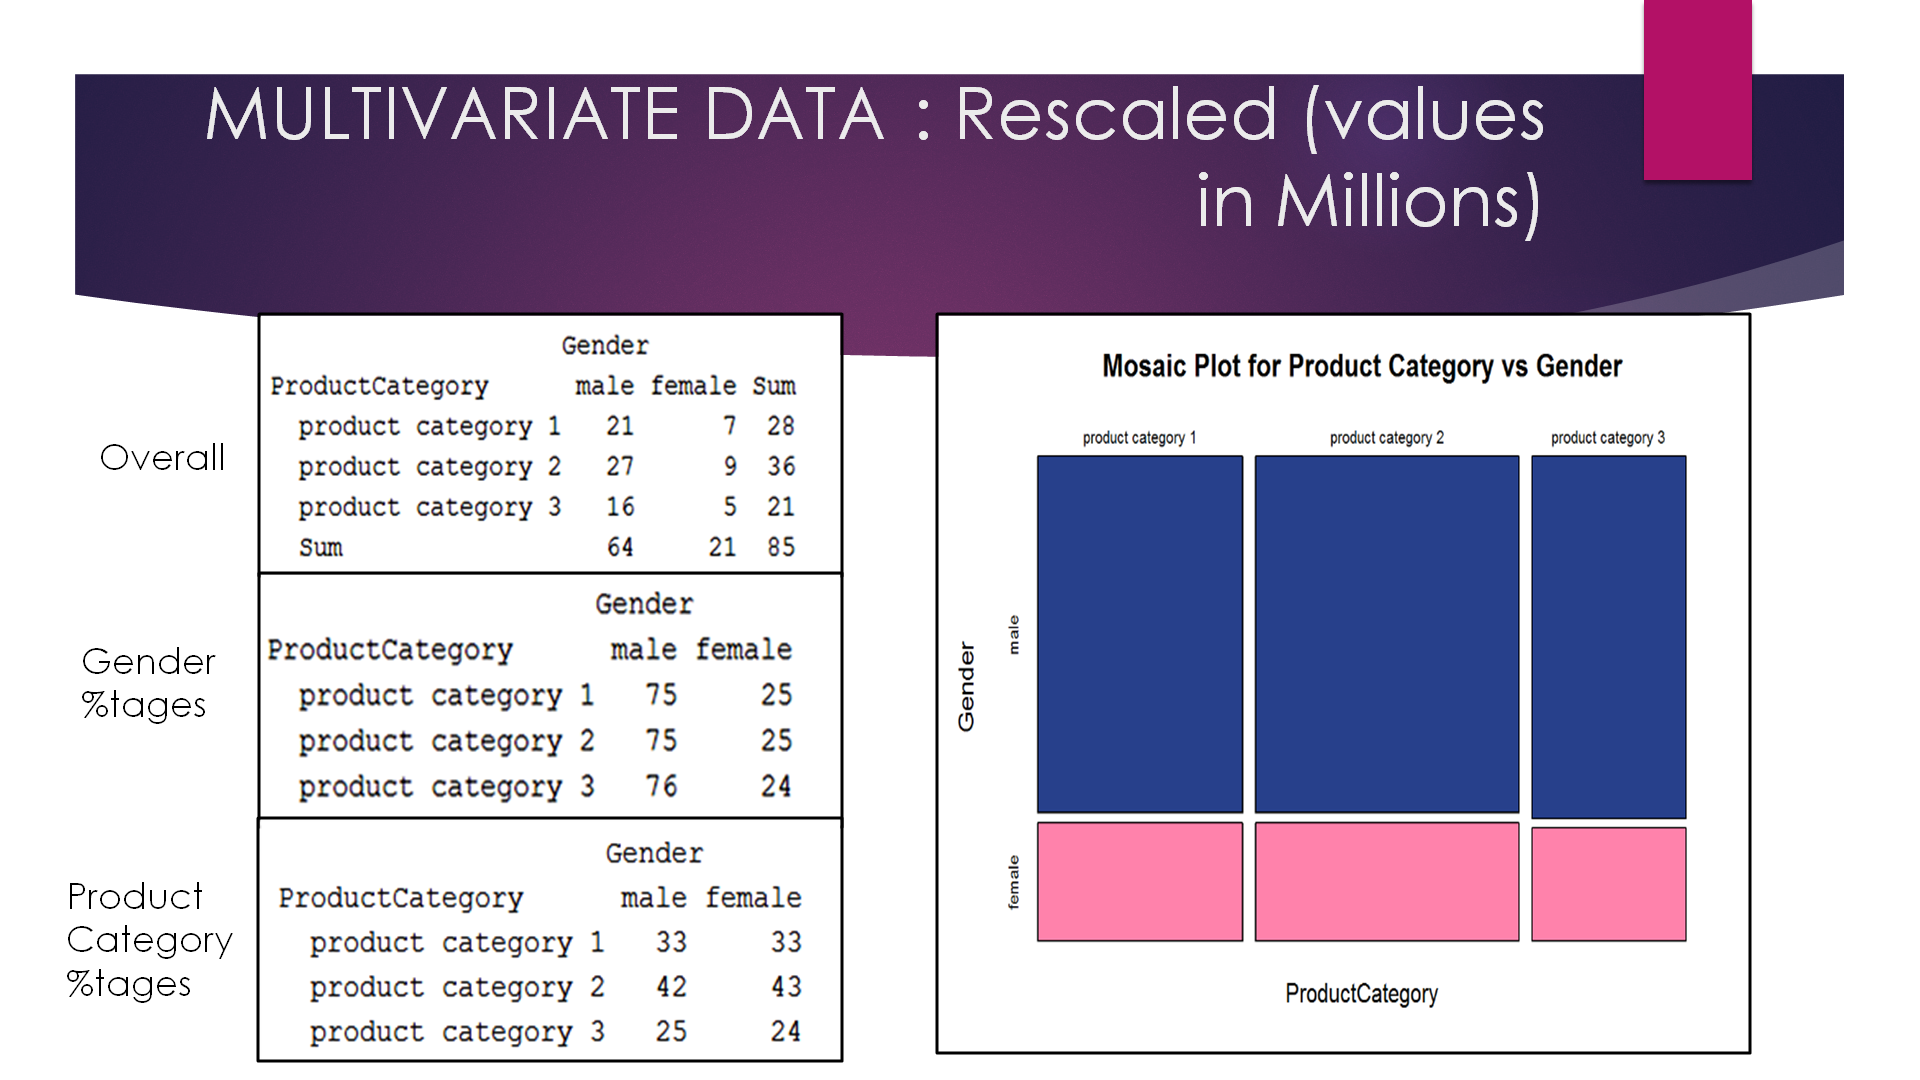 MULTIVARIATE DATA : Rescaled (values
in Millions)
Overall
Gender
ProductCategory male female Sum
product category 1 21 7 28
product category 2 27 9 36
product category 3 16 5 21
Sum 64 21 85
Gender
%tages
Gender
ProductCategory male female
product category 1 75 25
product category 2 75 25
product category 3 76 24
Product
Category
%tages
Gender
ProductCategory male female
product category 1 33 33
product category 2 42 43
product category 3 25 24
Mosaic Plot for Product Category vs Gender
product category 1 product category 2 product category 3
Gender
male
female
ProductCategory